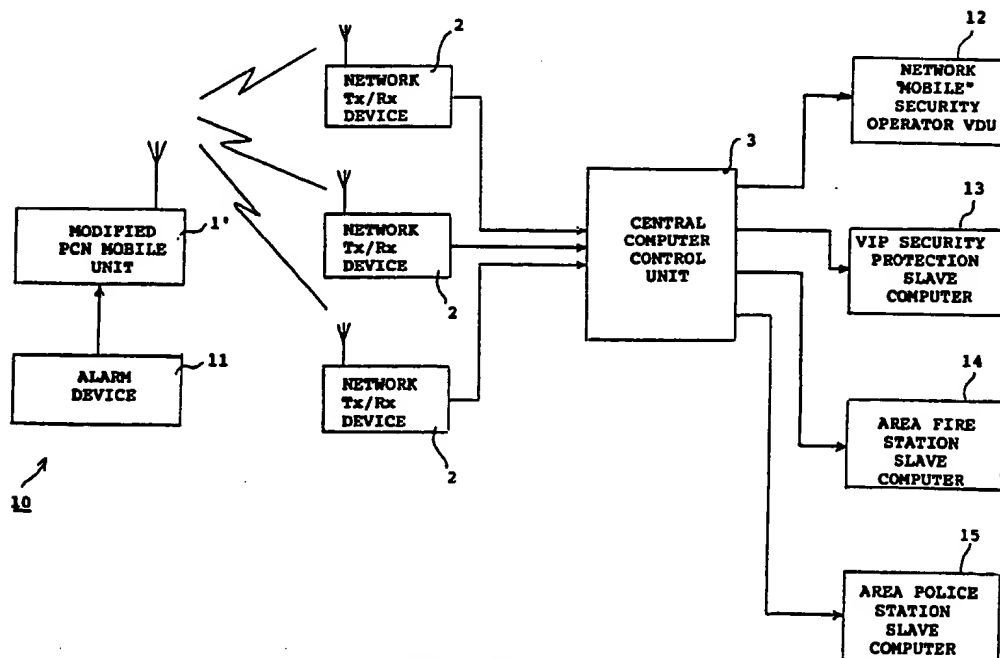 2
NETWORK
Tx/Rx
DEVICE
12
NETWORK
"MOBILE"
SECURITY
OPERATOR VDU
3
CENTRAL
COMPUTER
CONTROL
UNIT
1'
MODIFIED
PCN MOBILE
UNIT
NETWORK
Tx/Rx
DEVICE
2
13
VIP SECURITY
PROTECTION
SLAVE
COMPUTER
11
ALARM
DEVICE
NETWORK
Tx/Rx
DEVICE
2
14
AREA FIRE
STATION
SLAVE
COMPUTER
10
15
AREA POLICE
STATION
SLAVE
COMPUTER